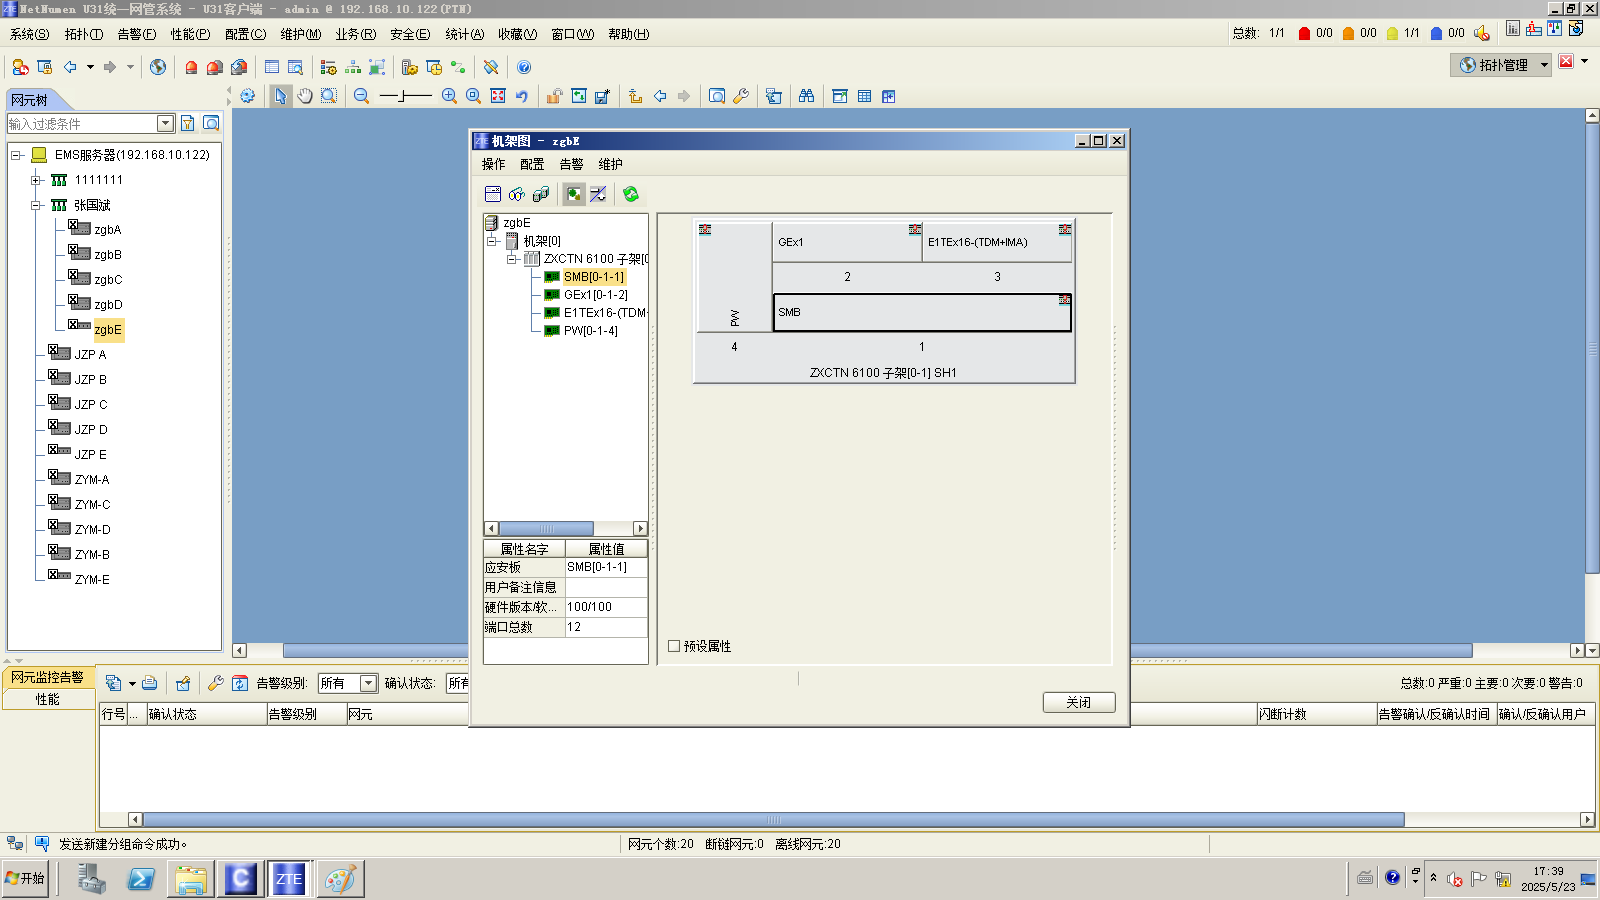 NetNumen U31统一网管系统 - U31客户端 - admin @ 192.168.10.122(PTN)
系统(S) 拓扑(T) 告警(F) 性能(P) 配置(C) 维护(M) 业务(R) 安全(E) 统计(A) 收藏(V) 窗口(W) 帮助(H)
总数: 1/1 0/0 0/0 1/1 0/0
拓扑管理
网元树
输入过滤条件
EMS服务器(192.168.10.122)
1111111
张国斌
zgbA
zgbB
zgbC
zgbD
zgbE
JZP A
JZP B
JZP C
JZP D
JZP E
ZYM-A
ZYM-C
ZYM-D
ZYM-B
ZYM-E
机架图 - zgbE
操作 配置 告警 维护
zgbE
机架[0]
ZXCTN 6100 子架[0
SMB[0-1-1]
GEx1[0-1-2]
E1TEx16-(TDM
PW[0-1-4]
属性名字 属性值
应安板 SMB[0-1-1]
用户备注信息
硬件版本/软... 100/100
端口总数 12
GEx1
E1TEx16-(TDM+IMA)
2 3
SMB
PW
4 1
ZXCTN 6100 子架[0-1] SH1
预设属性
关闭
网元监控告警
性能
告警级别: 所有 确认状态: 所有
总数:0 严重:0 主要:0 次要:0 警告:0
行号 ... 确认状态 告警级别 网元 闪断计数 告警确认/反确认时间 确认/反确认用户
发送新建分组命令成功。
网元个数:20 断链网元:0 离线网元:20
开始
C
ZTE
17:39
2025/5/23